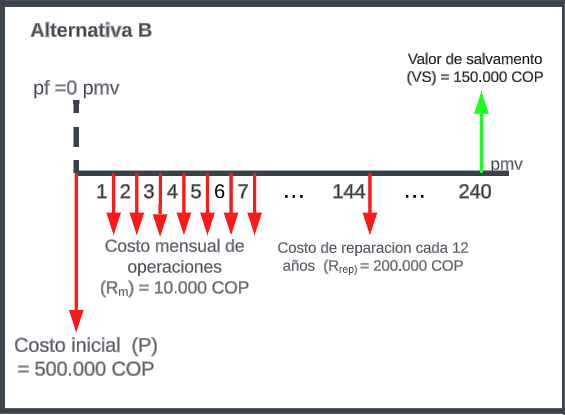 Alternativa B
Valor de salvamento
(VS) = 150.000 COP
pf =0 pmv
pmv
1 2 3 4 5 6 7 ... 144 ... 240
Costo mensual de
operaciones
(Rm) = 10.000 COP
Costo de reparacion cada 12
años (Rrep) = 200.000 COP
Costo inicial (P)
= 500.000 COP